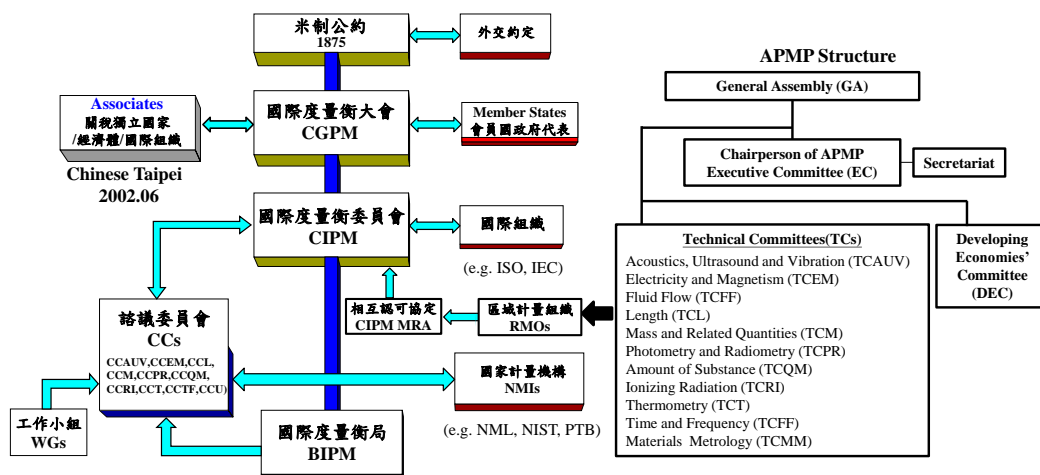 米制公約
1875
外交約定
Associates
關稅獨立國家
/經濟體/國際組織
Chinese Taipei
2002.06
國際度量衡大會
CGPM
Member States
會員國政府代表
國際度量衡委員會
CIPM
國際組織
(e.g. ISO, IEC)
相互認可協定
CIPM MRA
區域計量組織
RMOs
諮議委員會
CCs
CCAUV,CCEM,CCL,
CCM,CCPR,CCQM,
CCRI,CCT,CCTF,CCU)
國家計量機構
NMIs
(e.g. NML, NIST, PTB)
工作小組
WGs
國際度量衡局
BIPM
APMP Structure
General Assembly (GA)
Chairperson of APMP
Executive Committee (EC)
Secretariat
Technical Committees(TCs)
Acoustics, Ultrasound and Vibration (TCAUV)
Electricity and Magnetism (TCEM)
Fluid Flow (TCFF)
Length (TCL)
Mass and Related Quantities (TCM)
Photometry and Radiometry (TCPR)
Amount of Substance (TCQM)
Ionizing Radiation (TCRI)
Thermometry (TCT)
Time and Frequency (TCFF)
Materials Metrology (TCMM)
Developing
Economies’
Committee
(DEC)